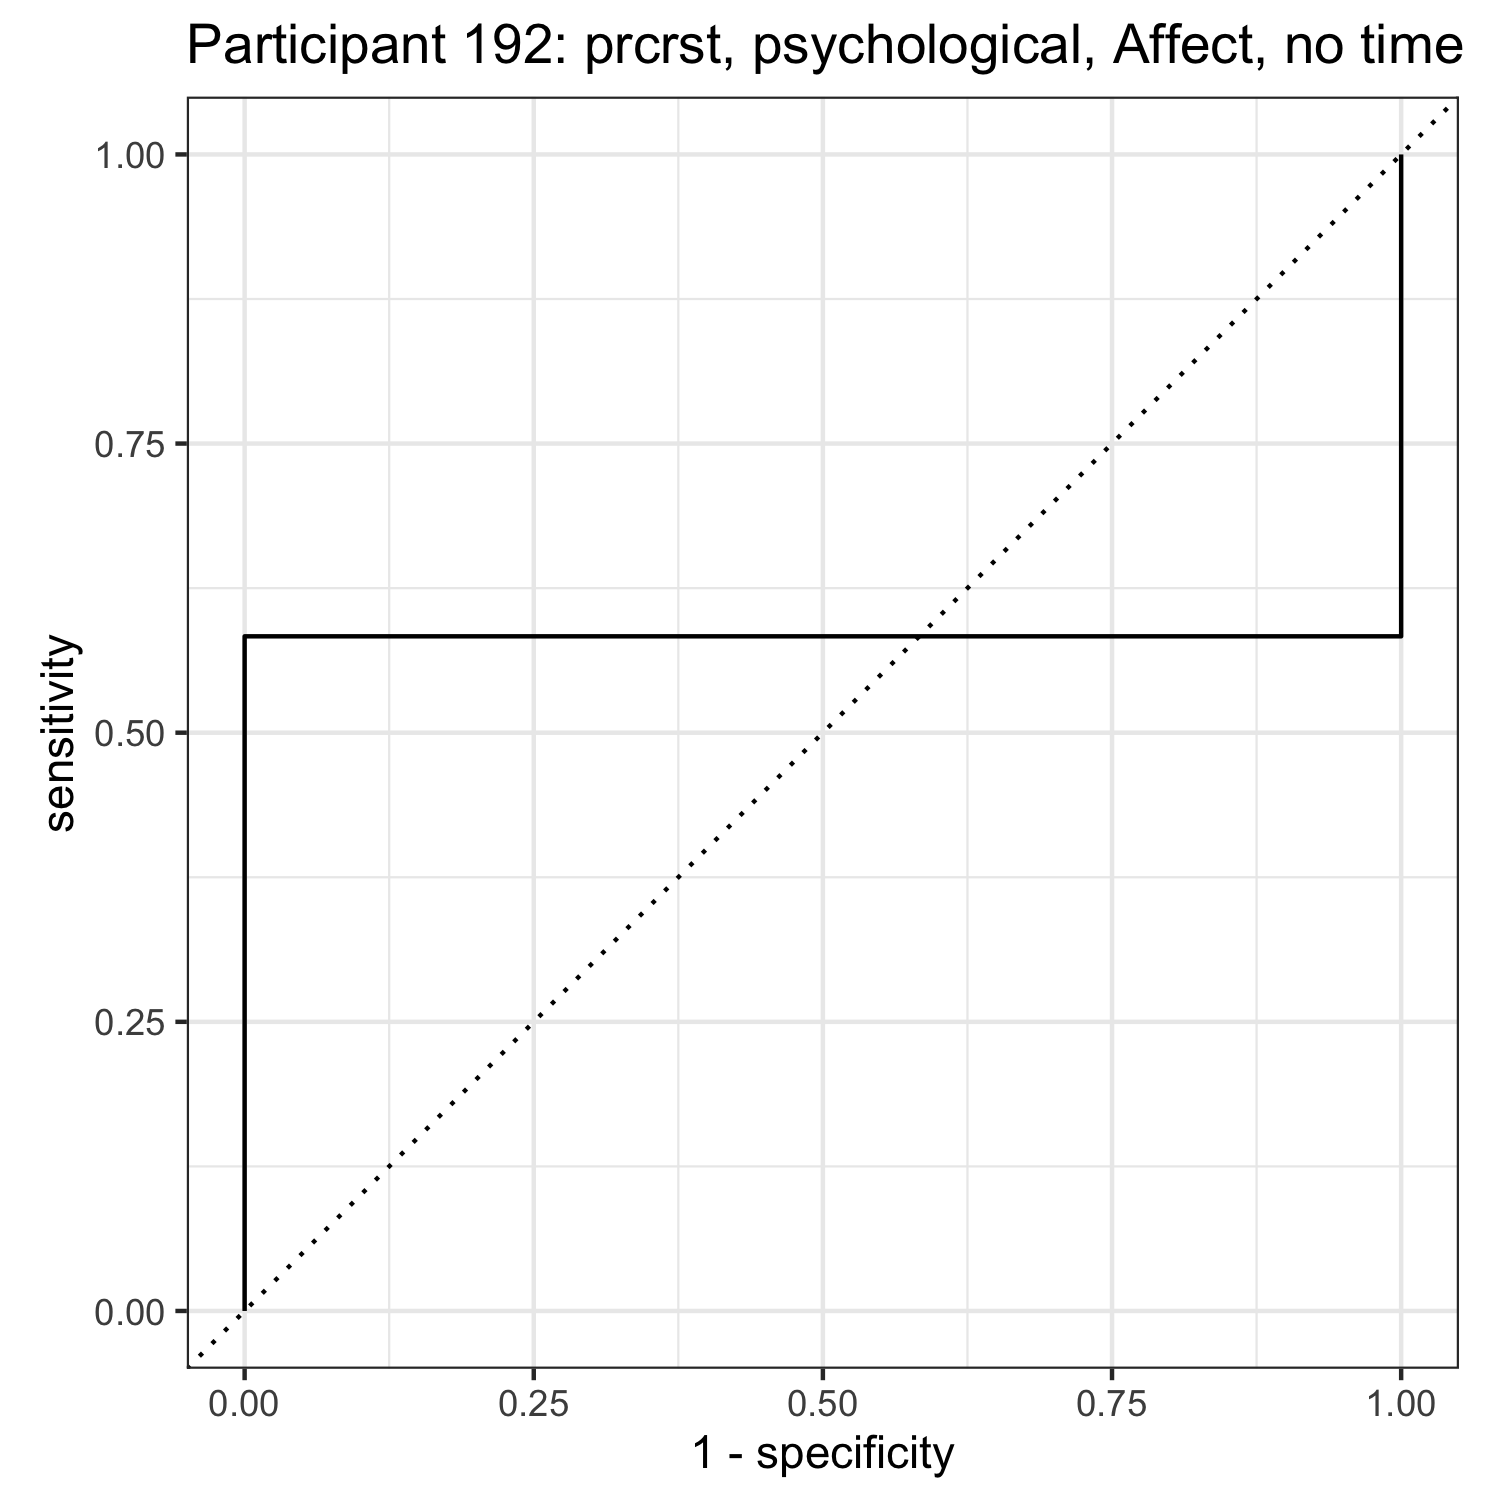 Participant 192: prcrst, psychological, Affect, no time
1.00
0.75
0.50
0.25
0.00
sensitivity
0.00 0.25 0.50 0.75 1.00
1 - specificity